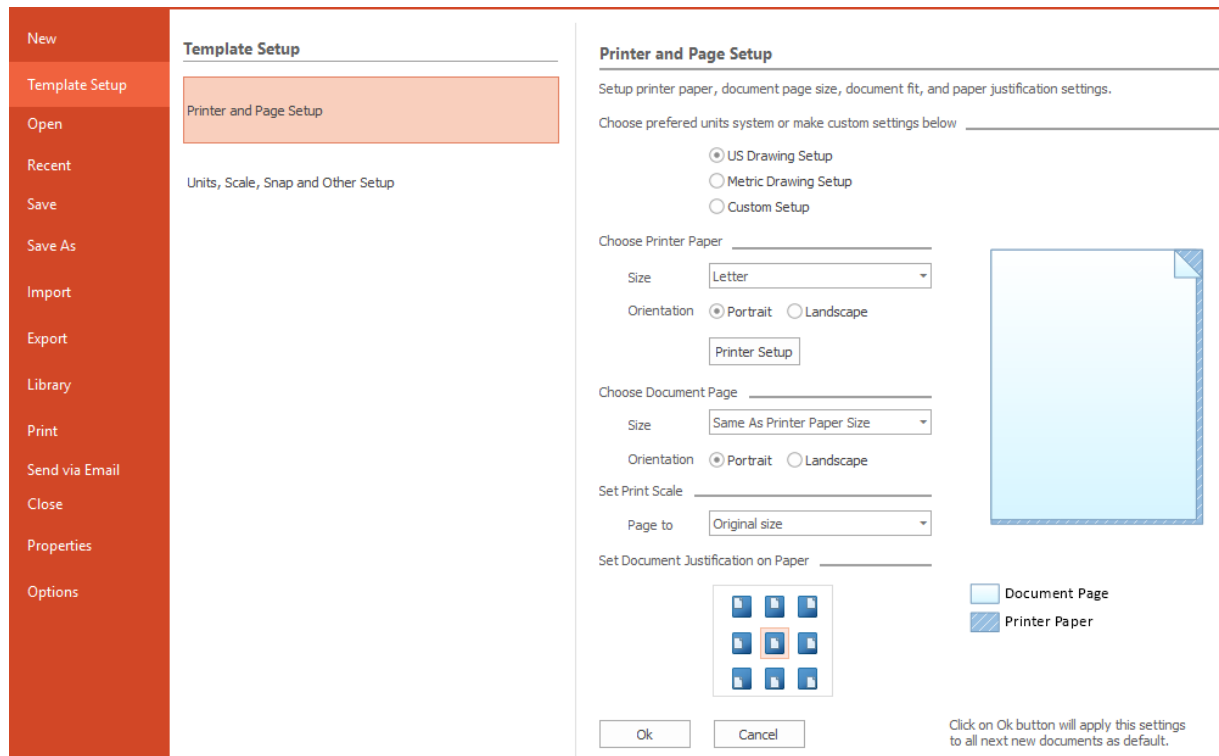 New
Template Setup
Open
Recent
Save
Save As
Import
Export
Library
Print
Send via Email
Close
Properties
Options
Template Setup
Printer and Page Setup
Units, Scale, Snap and Other Setup
Printer and Page Setup
Setup printer paper, document page size, document fit, and paper justification settings.
Choose prefered units system or make custom settings below
US Drawing Setup
Metric Drawing Setup
Custom Setup
Choose Printer Paper
Size Letter
Orientation Portrait Landscape
Printer Setup
Choose Document Page
Size Same As Printer Paper Size
Orientation Portrait Landscape
Set Print Scale
Page to Original size
Set Document Justification on Paper
Document Page
Printer Paper
Ok Cancel
Click on Ok button will apply this settings
to all next new documents as default.